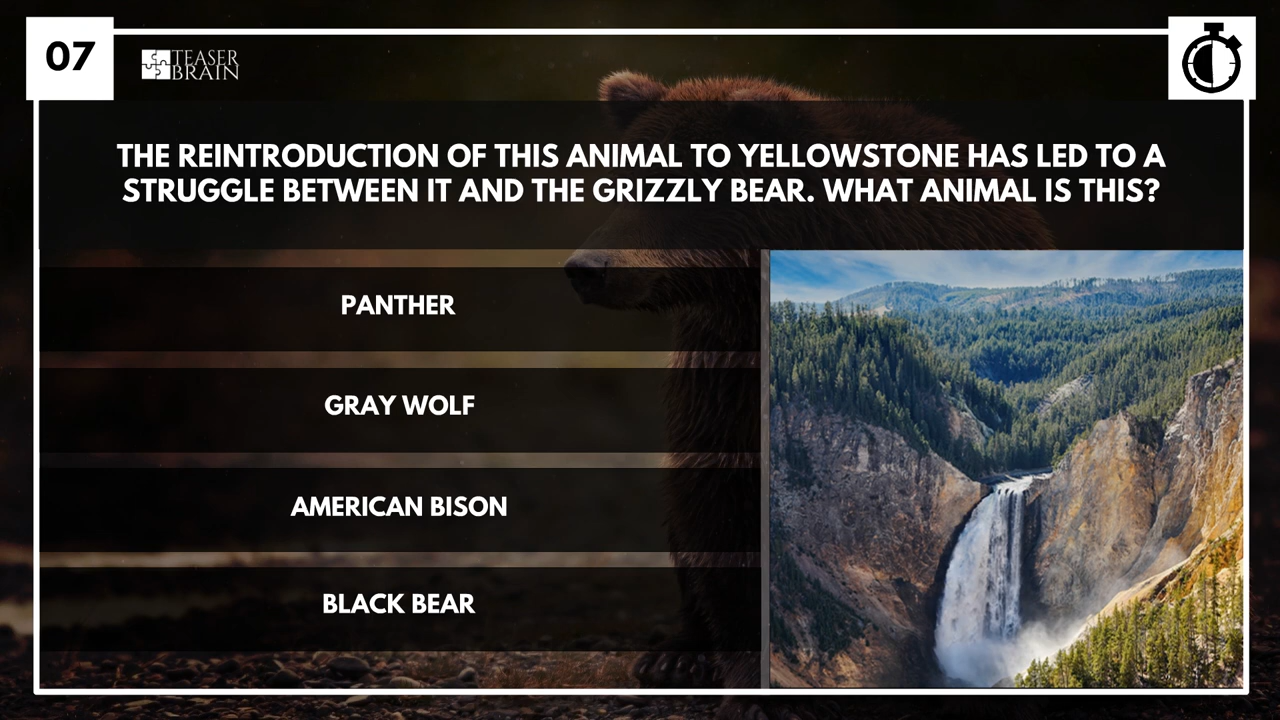 07
TEASER
BRAIN
THE REINTRODUCTION OF THIS ANIMAL TO YELLOWSTONE HAS LED TO A
STRUGGLE BETWEEN IT AND THE GRIZZLY BEAR. WHAT ANIMAL IS THIS?
PANTHER
GRAY WOLF
AMERICAN BISON
BLACK BEAR